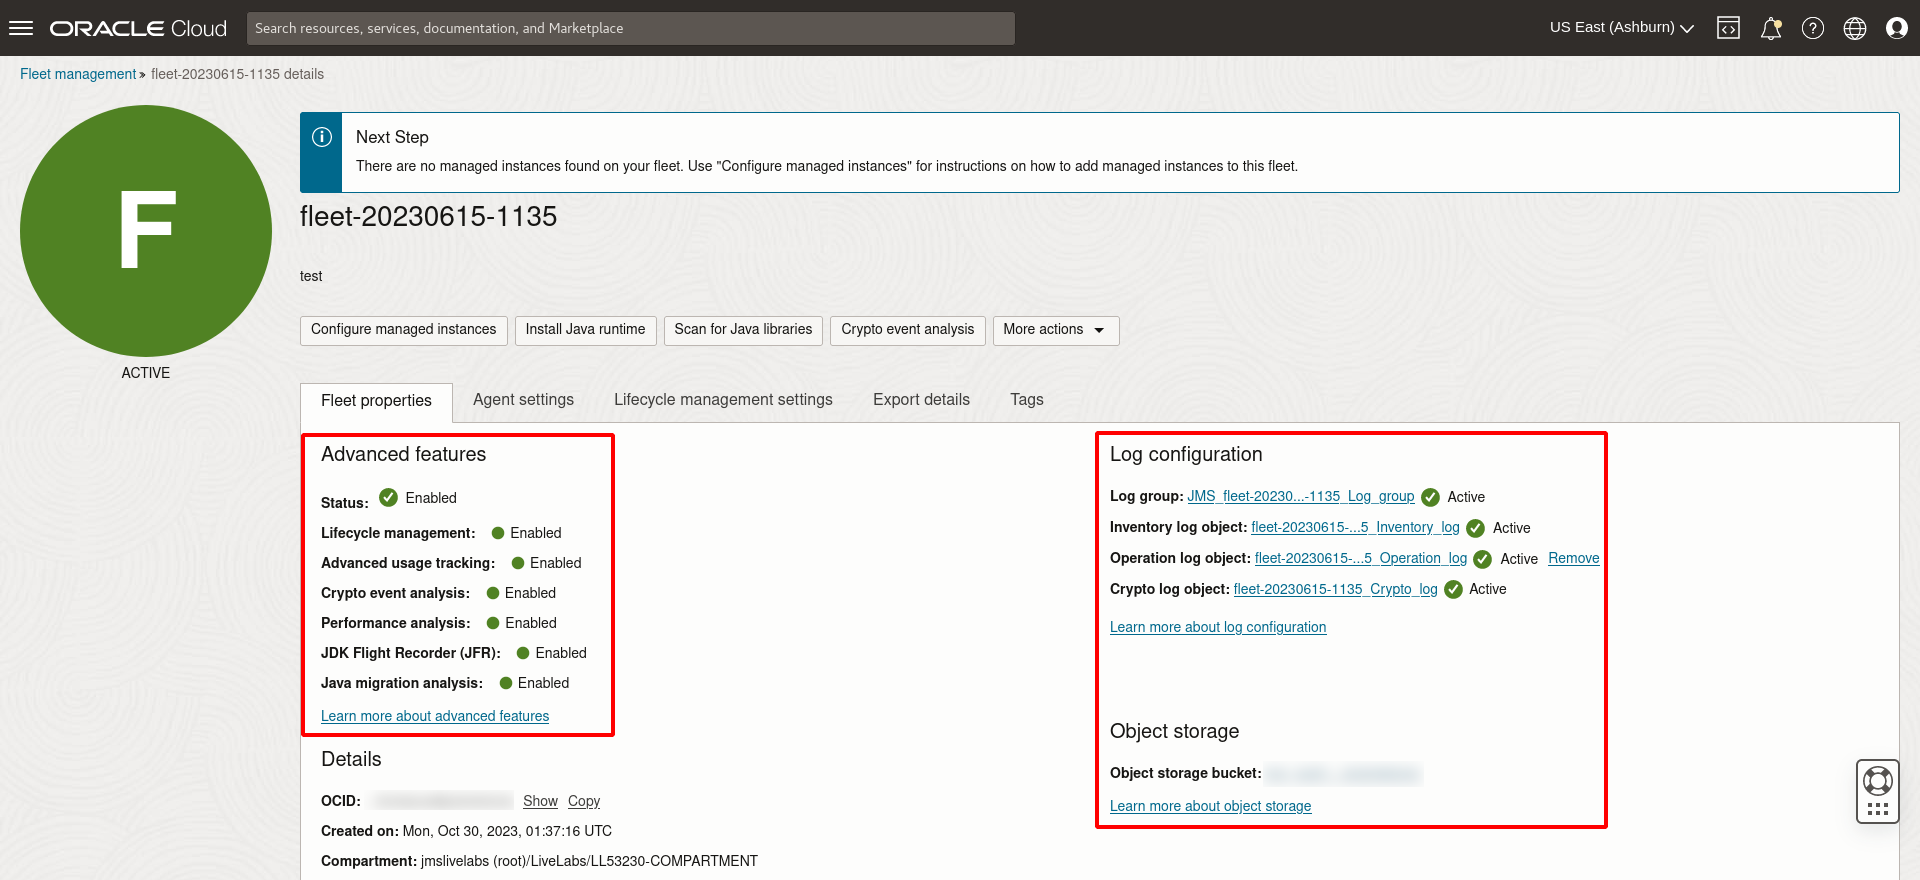 ORACLE Cloud
Search resources, services, documentation, and Marketplace
US East (Ashburn)
Fleet management » fleet-20230615-1135 details
F
ACTIVE
Next Step
There are no managed instances found on your fleet. Use "Configure managed instances" for instructions on how to add managed instances to this fleet.
fleet-20230615-1135
test
Configure managed instances
Install Java runtime
Scan for Java libraries
Crypto event analysis
More actions
Fleet properties
Agent settings
Lifecycle management settings
Export details
Tags
Advanced features
Status: Enabled
Lifecycle management: Enabled
Advanced usage tracking: Enabled
Crypto event analysis: Enabled
Performance analysis: Enabled
JDK Flight Recorder (JFR): Enabled
Java migration analysis: Enabled
Learn more about advanced features
Details
OCID: Show Copy
Created on: Mon, Oct 30, 2023, 01:37:16 UTC
Compartment: jmslivelabs (root)/LiveLabs/LL53230-COMPARTMENT
Log configuration
Log group: JMS_fleet-20230...-1135_Log_group Active
Inventory log object: fleet-20230615-...5_Inventory_log Active
Operation log object: fleet-20230615-...5_Operation_log Active Remove
Crypto log object: fleet-20230615-1135_Crypto_log Active
Learn more about log configuration
Object storage
Object storage bucket:
Learn more about object storage